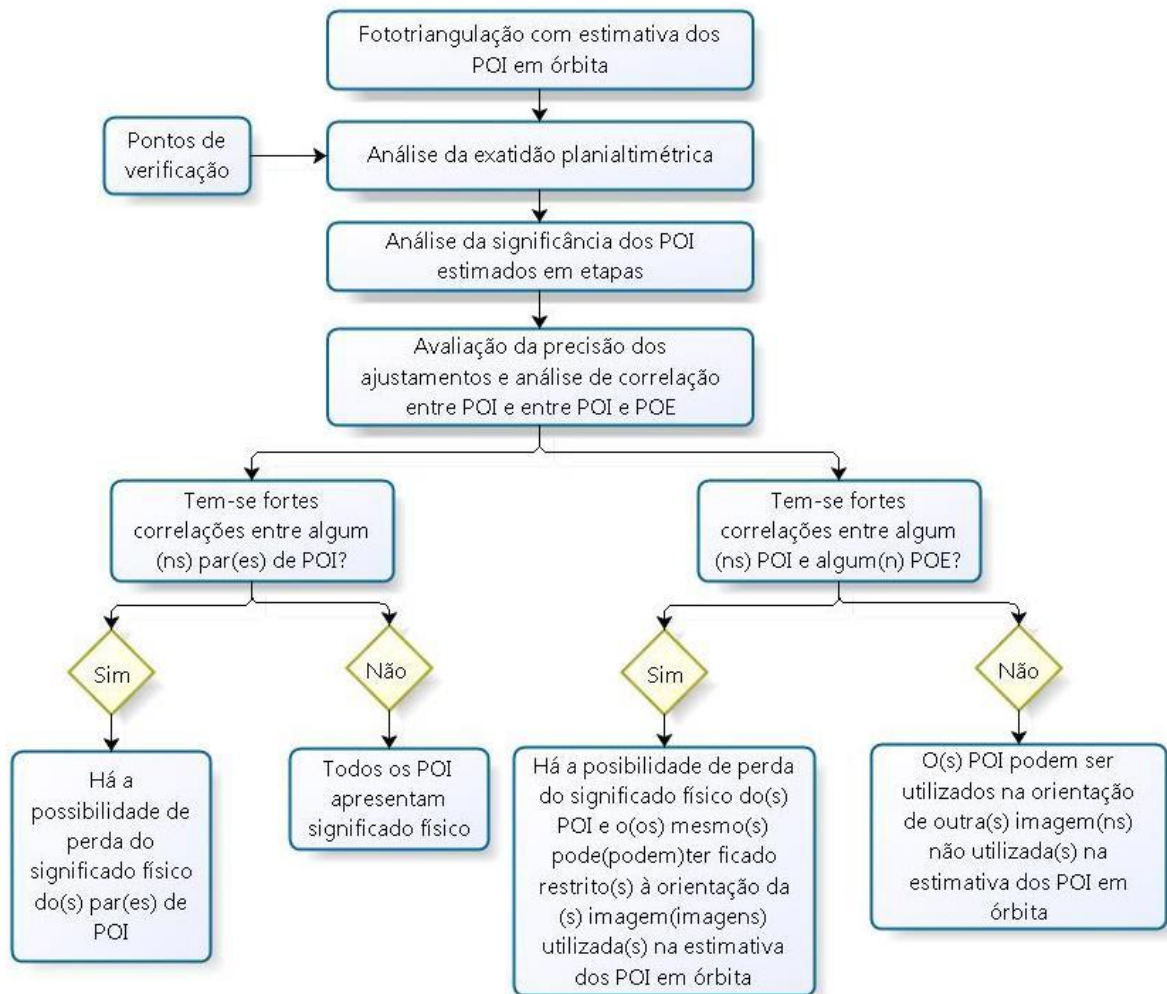 Fototriangulação com estimativa dos
POI em órbita
Pontos de
verificação
Análise da exatidão planialtimétrica
Análise da significância dos POI
estimados em etapas
Avaliação da precisão dos
ajustamentos e análise de correlação
entre POI e entre POI e POE
Tem-se fortes
correlações entre algum
(ns) par(es) de POI?
Tem-se fortes
correlações entre algum
(ns) POI e algum(n) POE?
Sim
Não
Sim
Não
Há a
possibilidade de
perda do
significado físico
do(s) par(es) de
POI
Todos os POI
apresentam
significado físico
Há a posibilidade de perda
do significado físico do(s)
POI e o(os) mesmo(s)
pode(podem)ter ficado
restrito(s) à orientação da
(s) imagem(imagens)
utilizada(s) na estimativa
dos POI em órbita
O(s) POI podem ser
utilizados na orientação
de outra(s) imagem(ns)
não utilizada(s) na
estimativa dos POI em
órbita